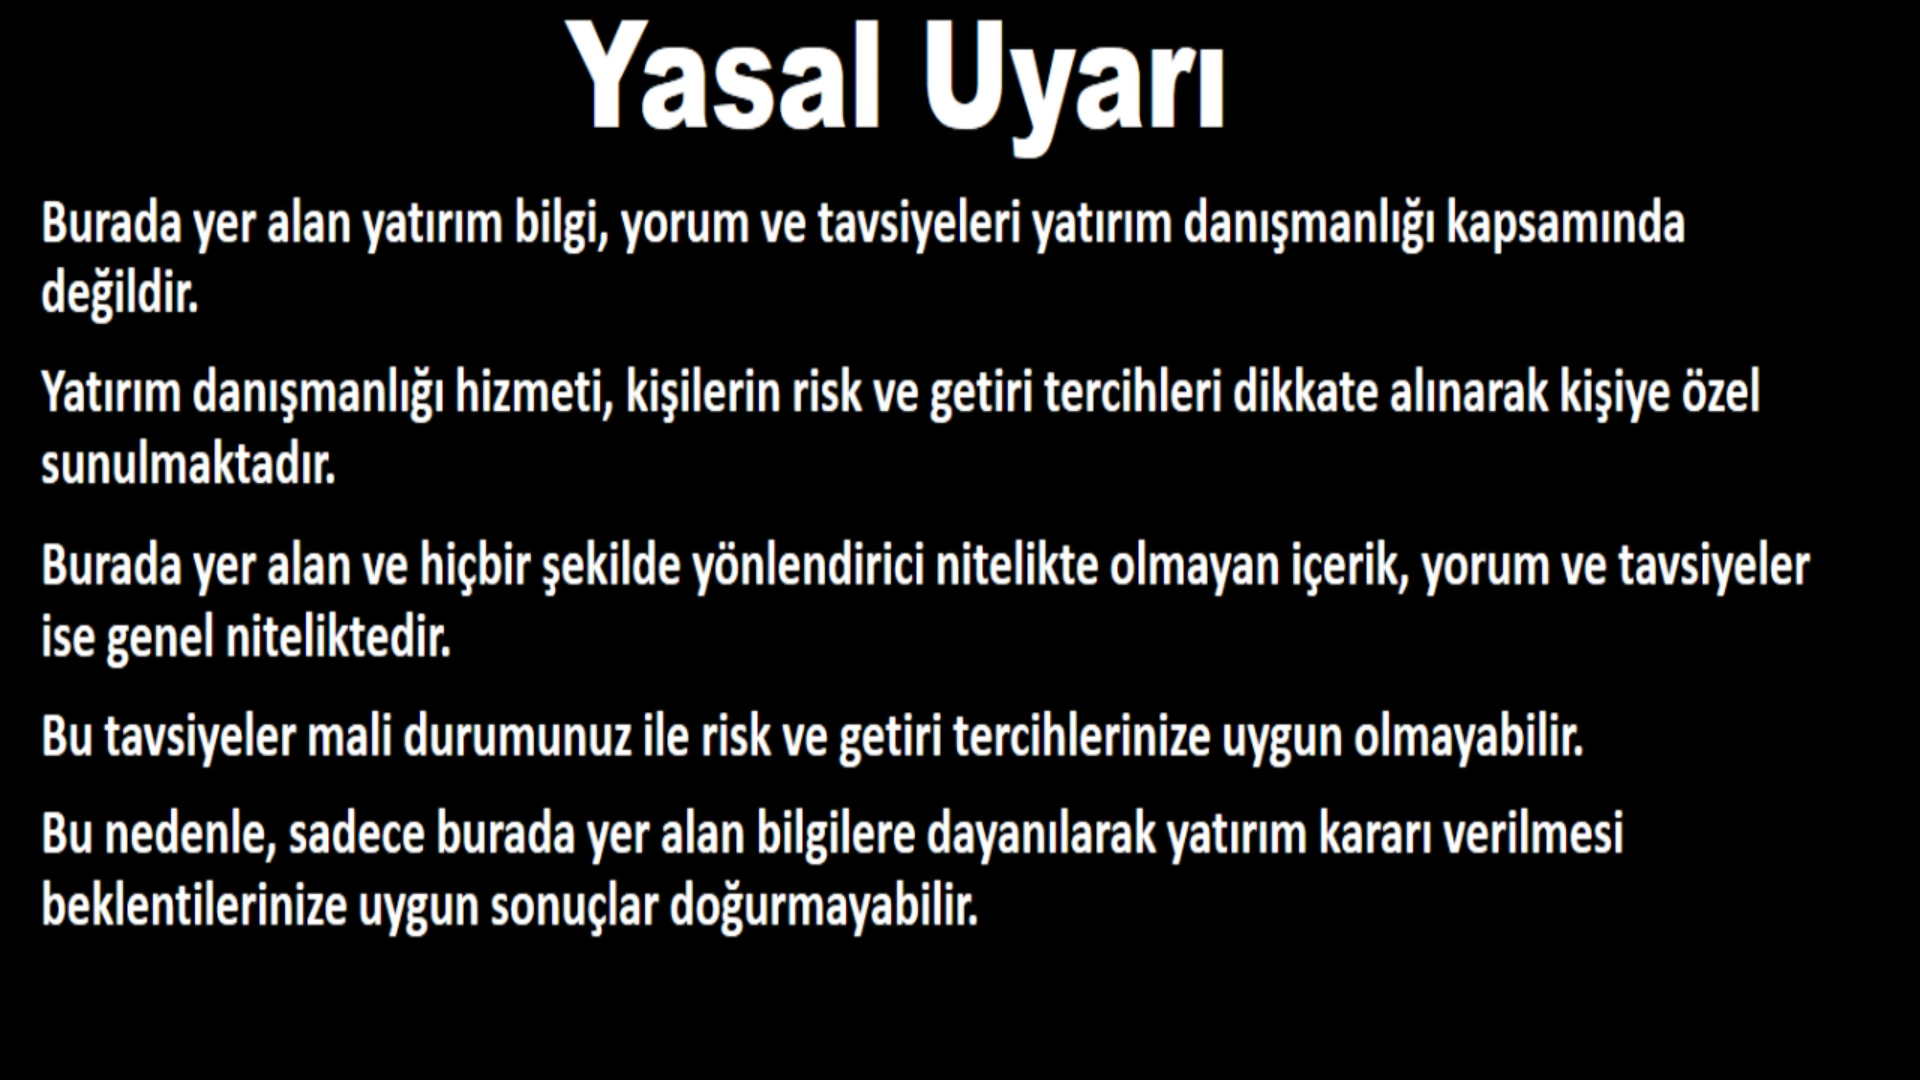 Yasal Uyarı
Burada yer alan yatırım bilgi, yorum ve tavsiyeleri yatırım danışmanlığı kapsamında
değildir.
Yatırım danışmanlığı hizmeti, kişilerin risk ve getiri tercihleri dikkate alınarak kişiye özel
sunulmaktadır.
Burada yer alan ve hiçbir şekilde yönlendirici nitelikte olmayan içerik, yorum ve tavsiyeler
ise genel niteliktedir.
Bu tavsiyeler mali durumunuz ile risk ve getiri tercihlerinize uygun olmayabilir.
Bu nedenle, sadece burada yer alan bilgilere dayanılarak yatırım kararı verilmesi
beklentilerinize uygun sonuçlar doğurmayabilir.